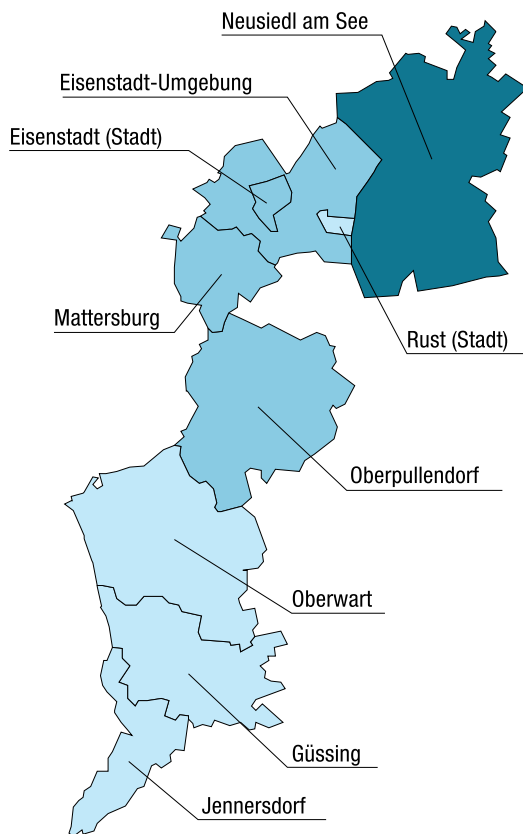 Neusiedl am See
Eisenstadt-Umgebung
Eisenstadt (Stadt)
Mattersburg
Rust (Stadt)
Oberpullendorf
Oberwart
Güssing
Jennersdorf